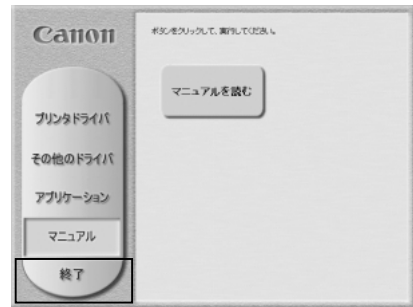 Canon
ボタンをクリックして、実行してください。
マニュアルを読む
プリンタドライバ
その他のドライバ
アプリケーション
マニュアル
終了